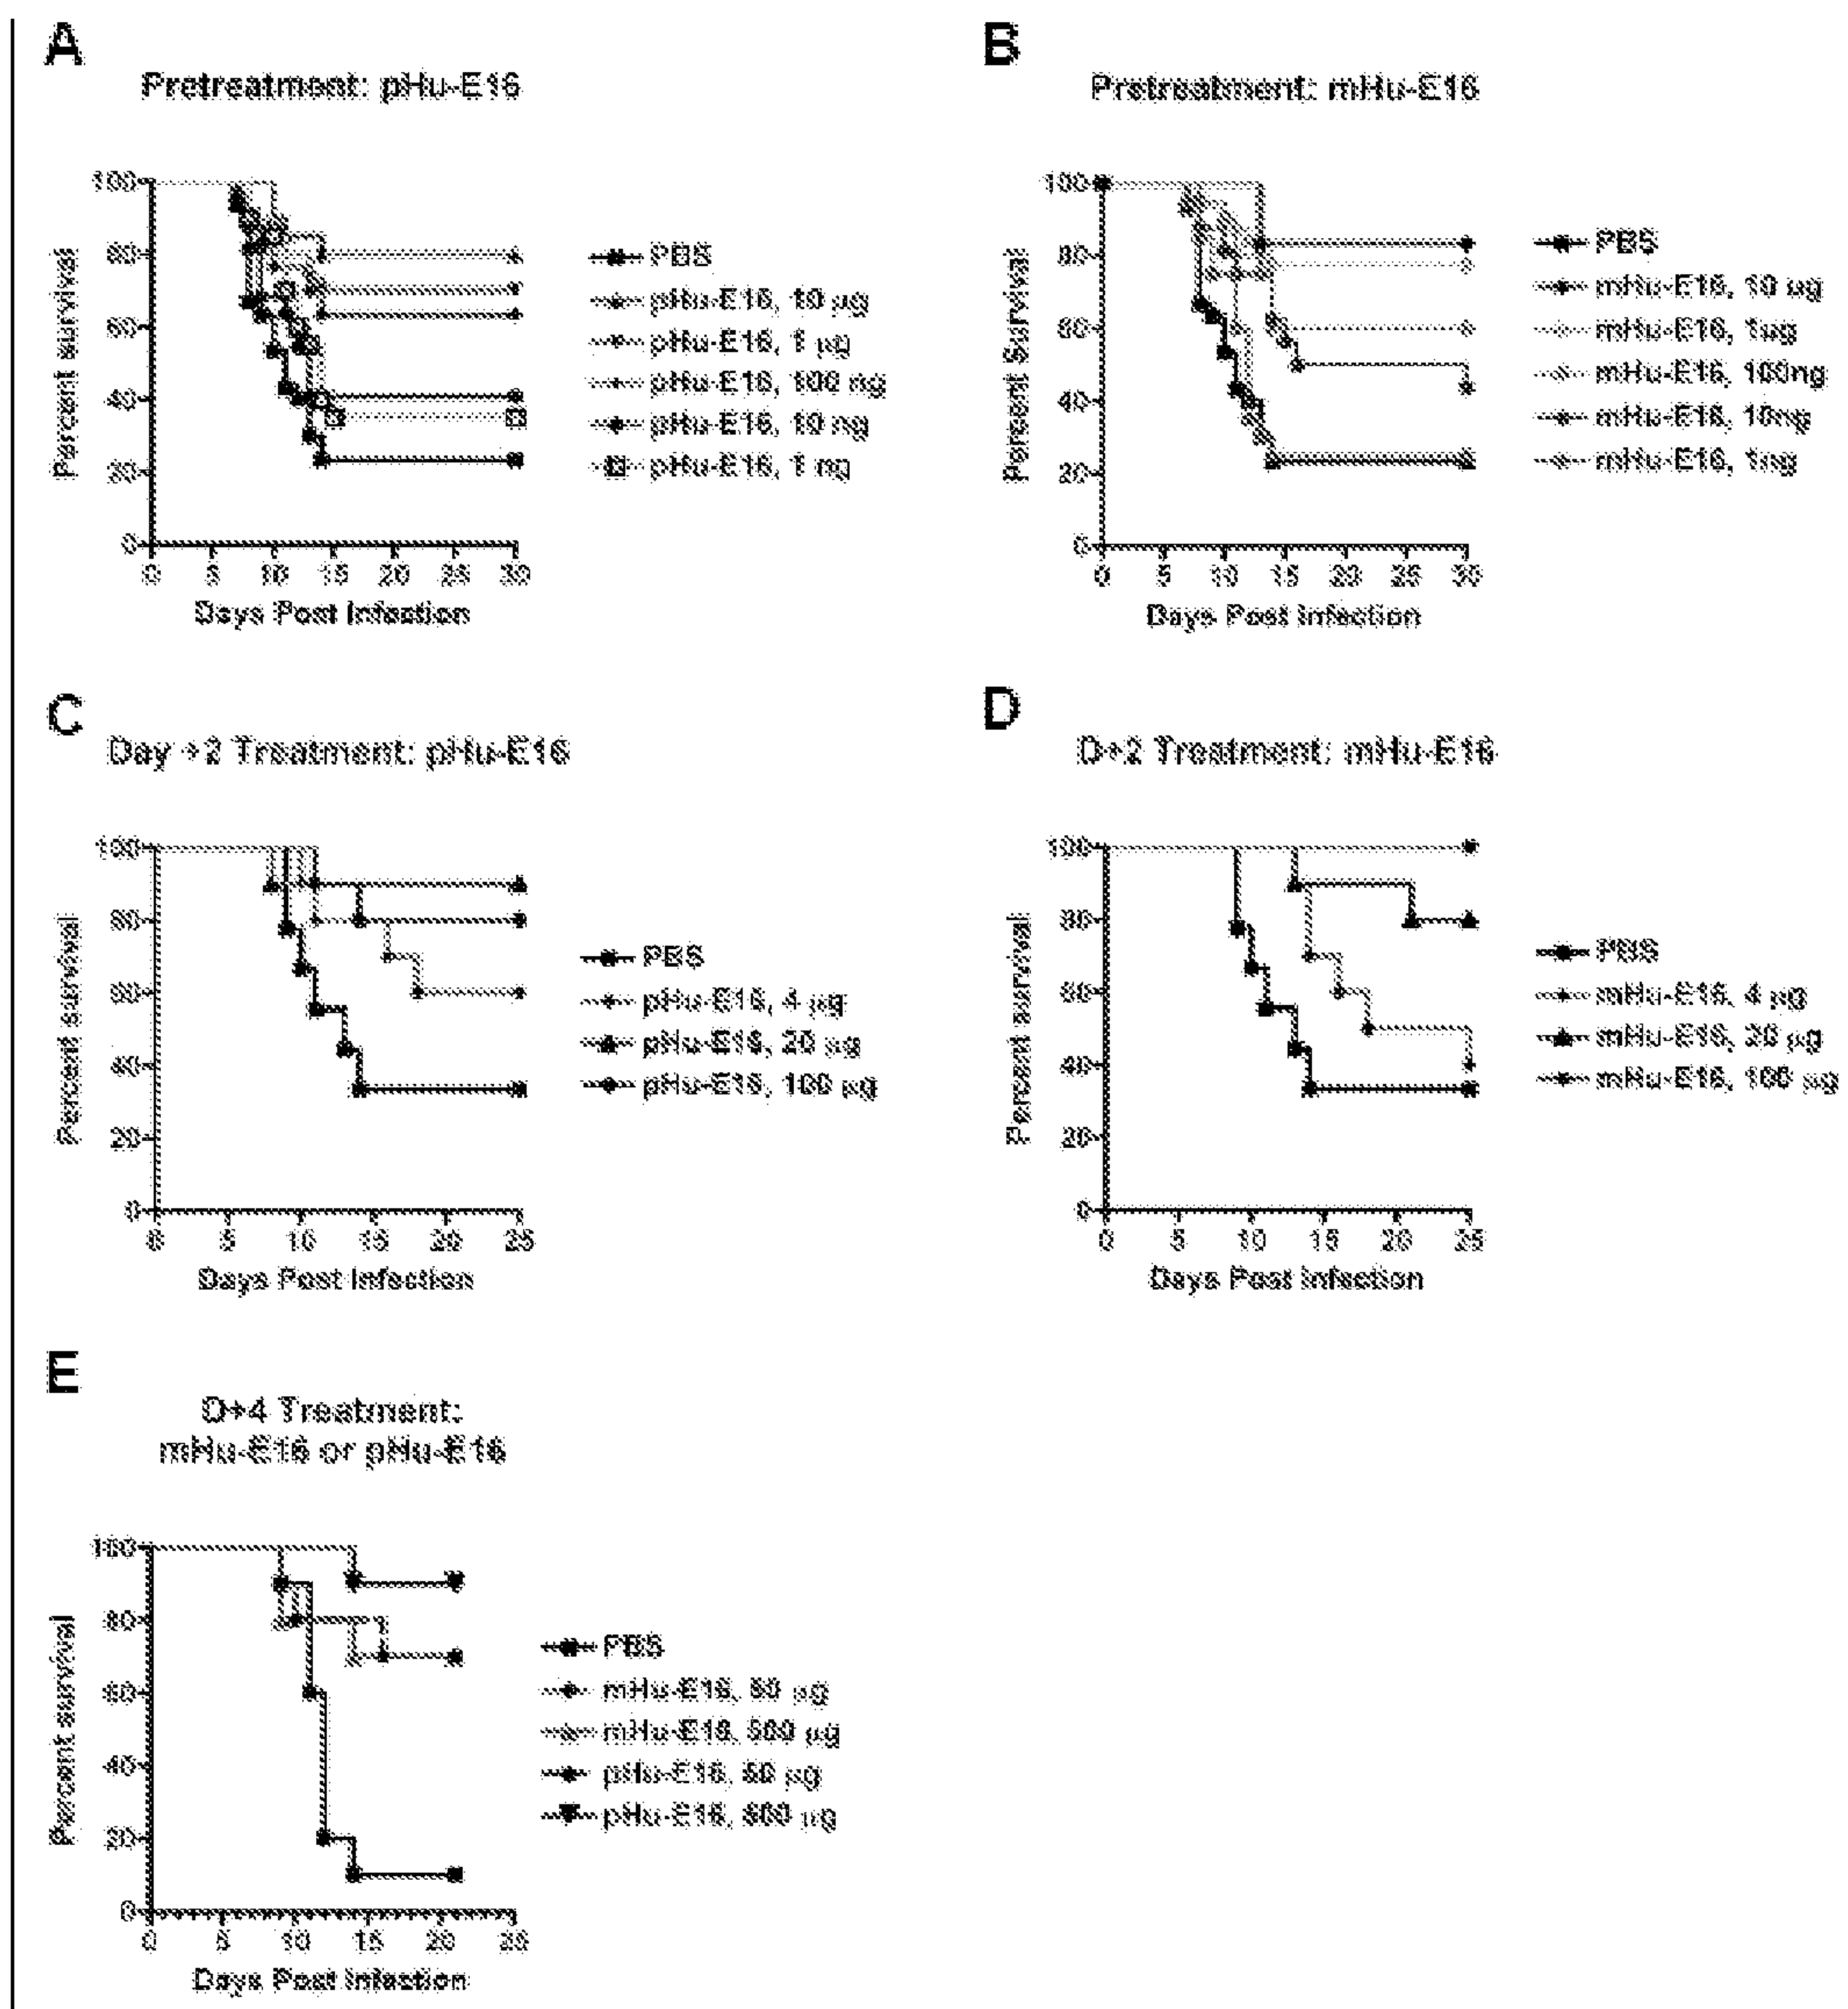 A
Pretreatment: pHu-E16
Percent survival
100
80
60
40
20
0
0 5 10 15 20 25 30
Days Post Infection
PBS
pHu-E16, 10 µg
pHu-E16, 1 µg
pHu-E16, 100 ng
pHu-E16, 10 ng
pHu-E16, 1 ng
B
Pretreatment: mHu-E16
Percent Survival
100
80
60
40
20
0
0 5 10 15 20 25 30
Days Post Infection
PBS
mHu-E16, 10 ug
mHu-E16, 1ug
mHu-E16, 100ng
mHu-E16, 10ng
mHu-E16, 1ng
C
Day +2 Treatment: pHu-E16
Percent survival
100
80
60
40
20
0
0 5 10 15 20 25
Days Post Infection
PBS
pHu-E16, 4 µg
pHu-E16, 20 µg
pHu-E16, 100 µg
D
D+2 Treatment: mHu-E16
Percent survival
100
80
60
40
20
0
0 5 10 15 20 25
Days Post Infection
PBS
mHu-E16, 4 µg
mHu-E16, 20 µg
mHu-E16, 100 µg
E
D+4 Treatment:
mHu-E16 or pHu-E16
Percent survival
100
80
60
40
20
0
0 5 10 15 20 25
Days Post Infection
PBS
mHu-E16, 50 µg
mHu-E16, 500 µg
pHu-E16, 50 µg
pHu-E16, 500 µg